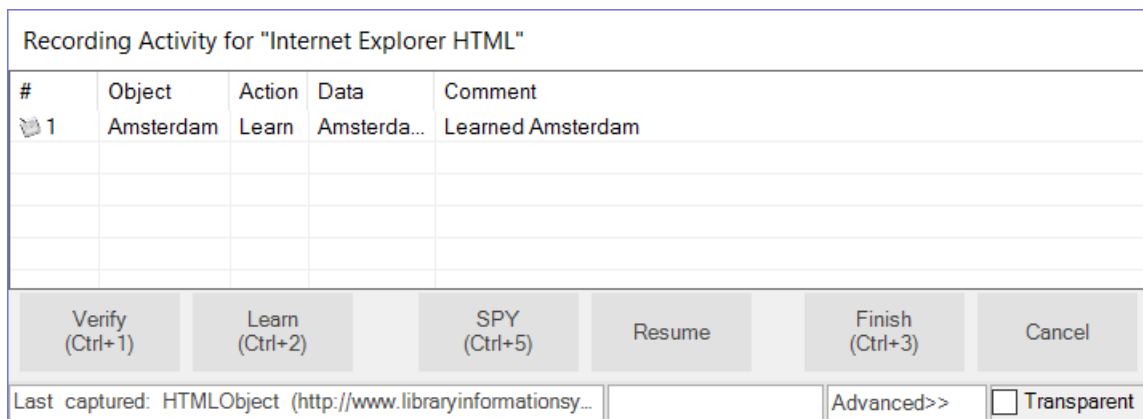 Recording Activity for "Internet Explorer HTML"
# Object Action Data Comment
1 Amsterdam Learn Amsterda... Learned Amsterdam
Verify Learn SPY Resume Finish Cancel
(Ctrl+1) (Ctrl+2) (Ctrl+5) (Ctrl+3)
Last captured: HTMLObject (http://www.libraryinformationsy... Advanced>> Transparent